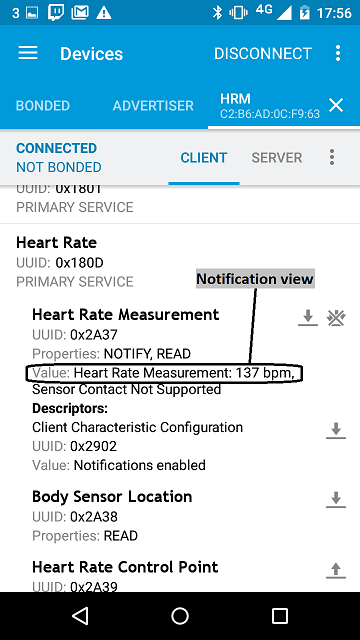 3 4G 17:56
Devices DISCONNECT
BONDED ADVERTISER HRM
C2:B6:AD:0C:F9:63
CONNECTED
NOT BONDED CLIENT SERVER
UUID: 0x1801
PRIMARY SERVICE
Heart Rate
UUID: 0x180D
PRIMARY SERVICE
Notification view
Heart Rate Measurement
UUID: 0x2A37
Properties: NOTIFY, READ
Value: Heart Rate Measurement: 137 bpm,
Sensor Contact Not Supported
Descriptors:
Client Characteristic Configuration
UUID: 0x2902
Value: Notifications enabled
Body Sensor Location
UUID: 0x2A38
Properties: READ
Heart Rate Control Point
UUID: 0x2A39